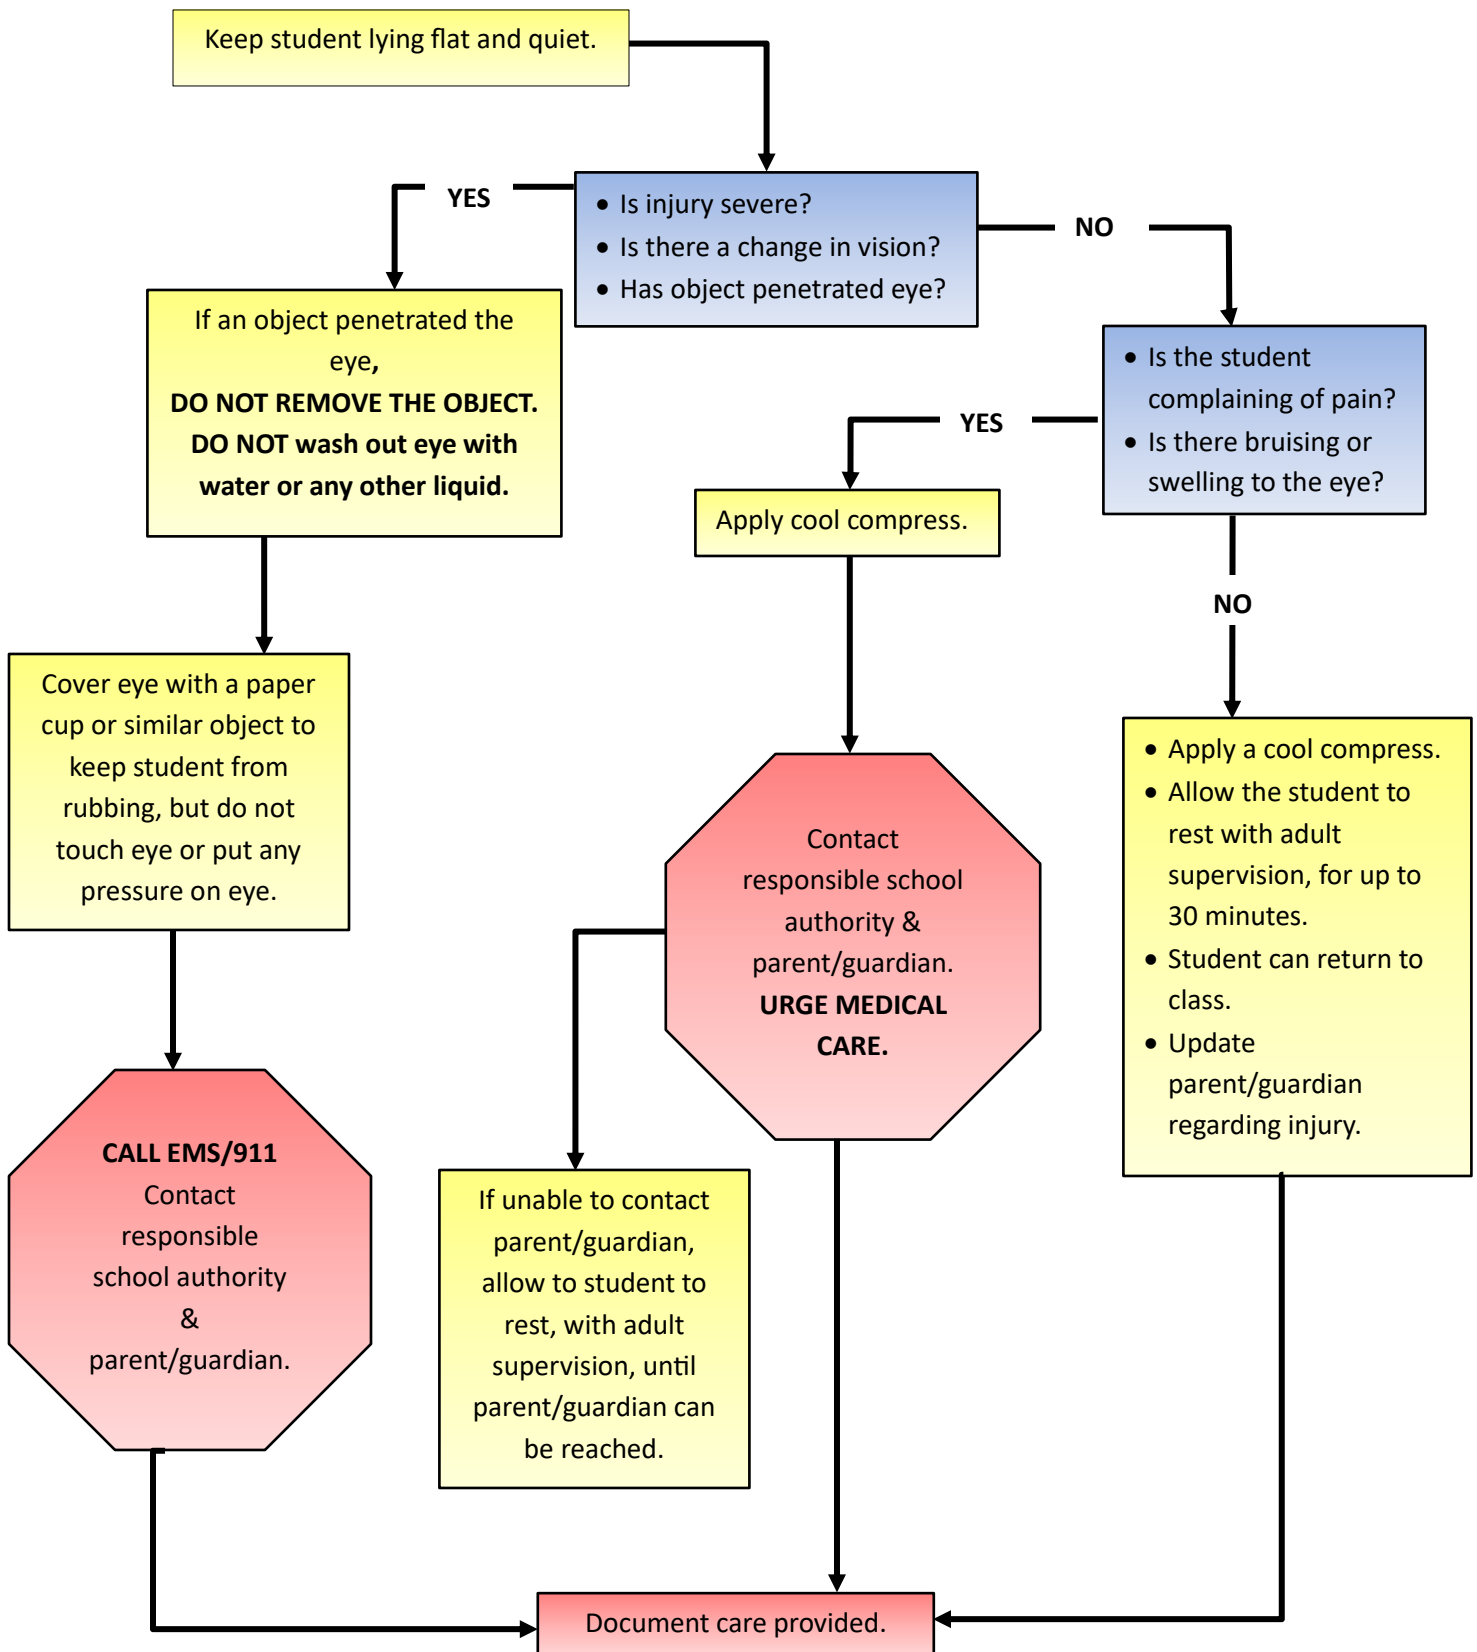 Keep student lying flat and quiet.
YES
• Is injury severe?
• Is there a change in vision?
• Has object penetrated eye?
NO
If an object penetrated the
eye,
DO NOT REMOVE THE OBJECT.
DO NOT wash out eye with
water or any other liquid.
• Is the student
complaining of pain?
• Is there bruising or
swelling to the eye?
YES
Apply cool compress.
NO
Cover eye with a paper
cup or similar object to
keep student from
rubbing, but do not
touch eye or put any
pressure on eye.
Contact
responsible school
authority &
parent/guardian.
URGE MEDICAL
CARE.
• Apply a cool compress.
• Allow the student to
rest with adult
supervision, for up to
30 minutes.
• Student can return to
class.
• Update
parent/guardian
regarding injury.
CALL EMS/911
Contact
responsible
school authority
&
parent/guardian.
If unable to contact
parent/guardian,
allow to student to
rest, with adult
supervision, until
parent/guardian can
be reached.
Document care provided.